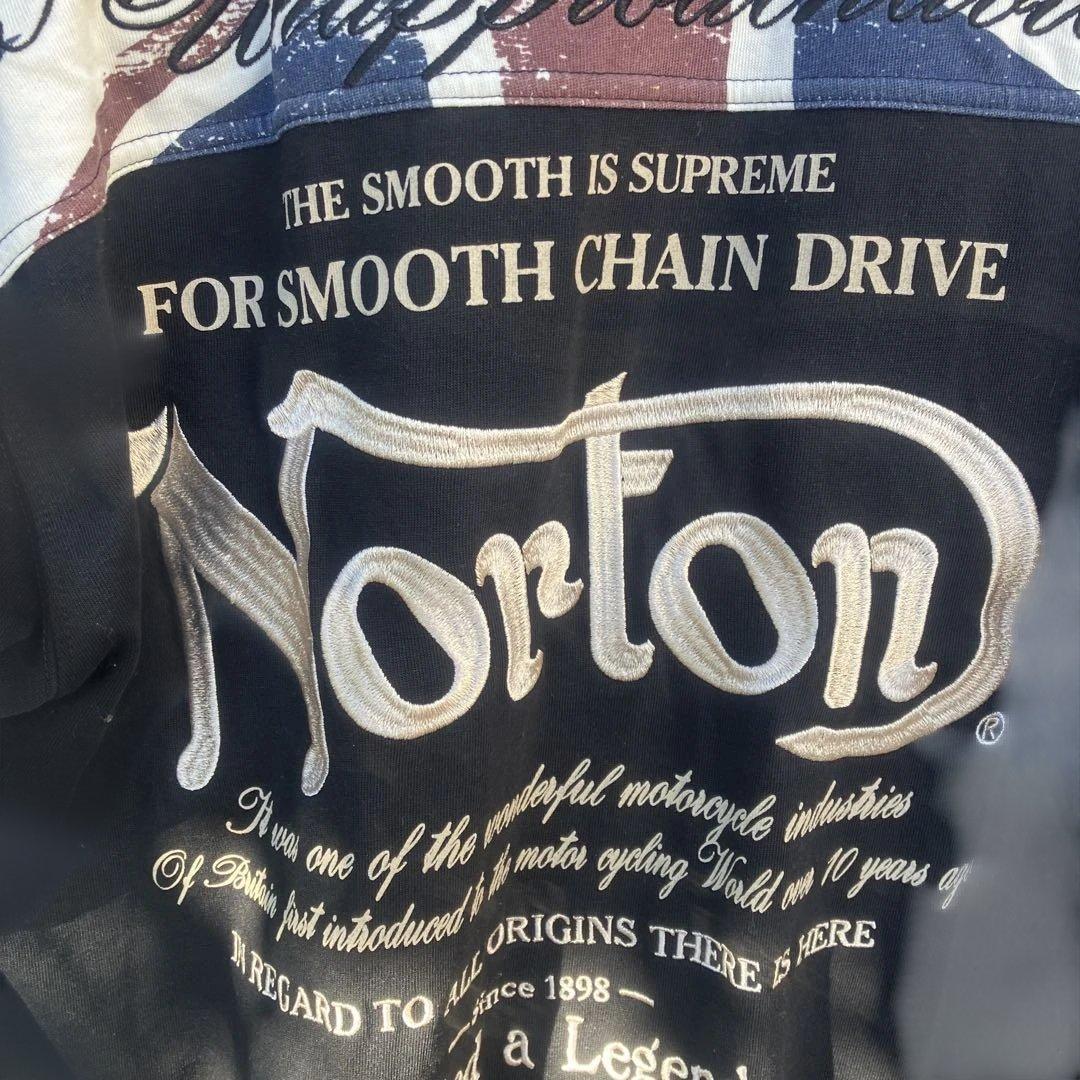 THE SMOOTH IS SUPREME
FOR SMOOTH CHAIN DRIVE
Norton
®
It was one of the wonderful motorcycle industries
Of Britain first introduced to the motor cycling World over 10 years
IN REGARD TO ALL ORIGINS THERE IS HERE
Since 1898
a